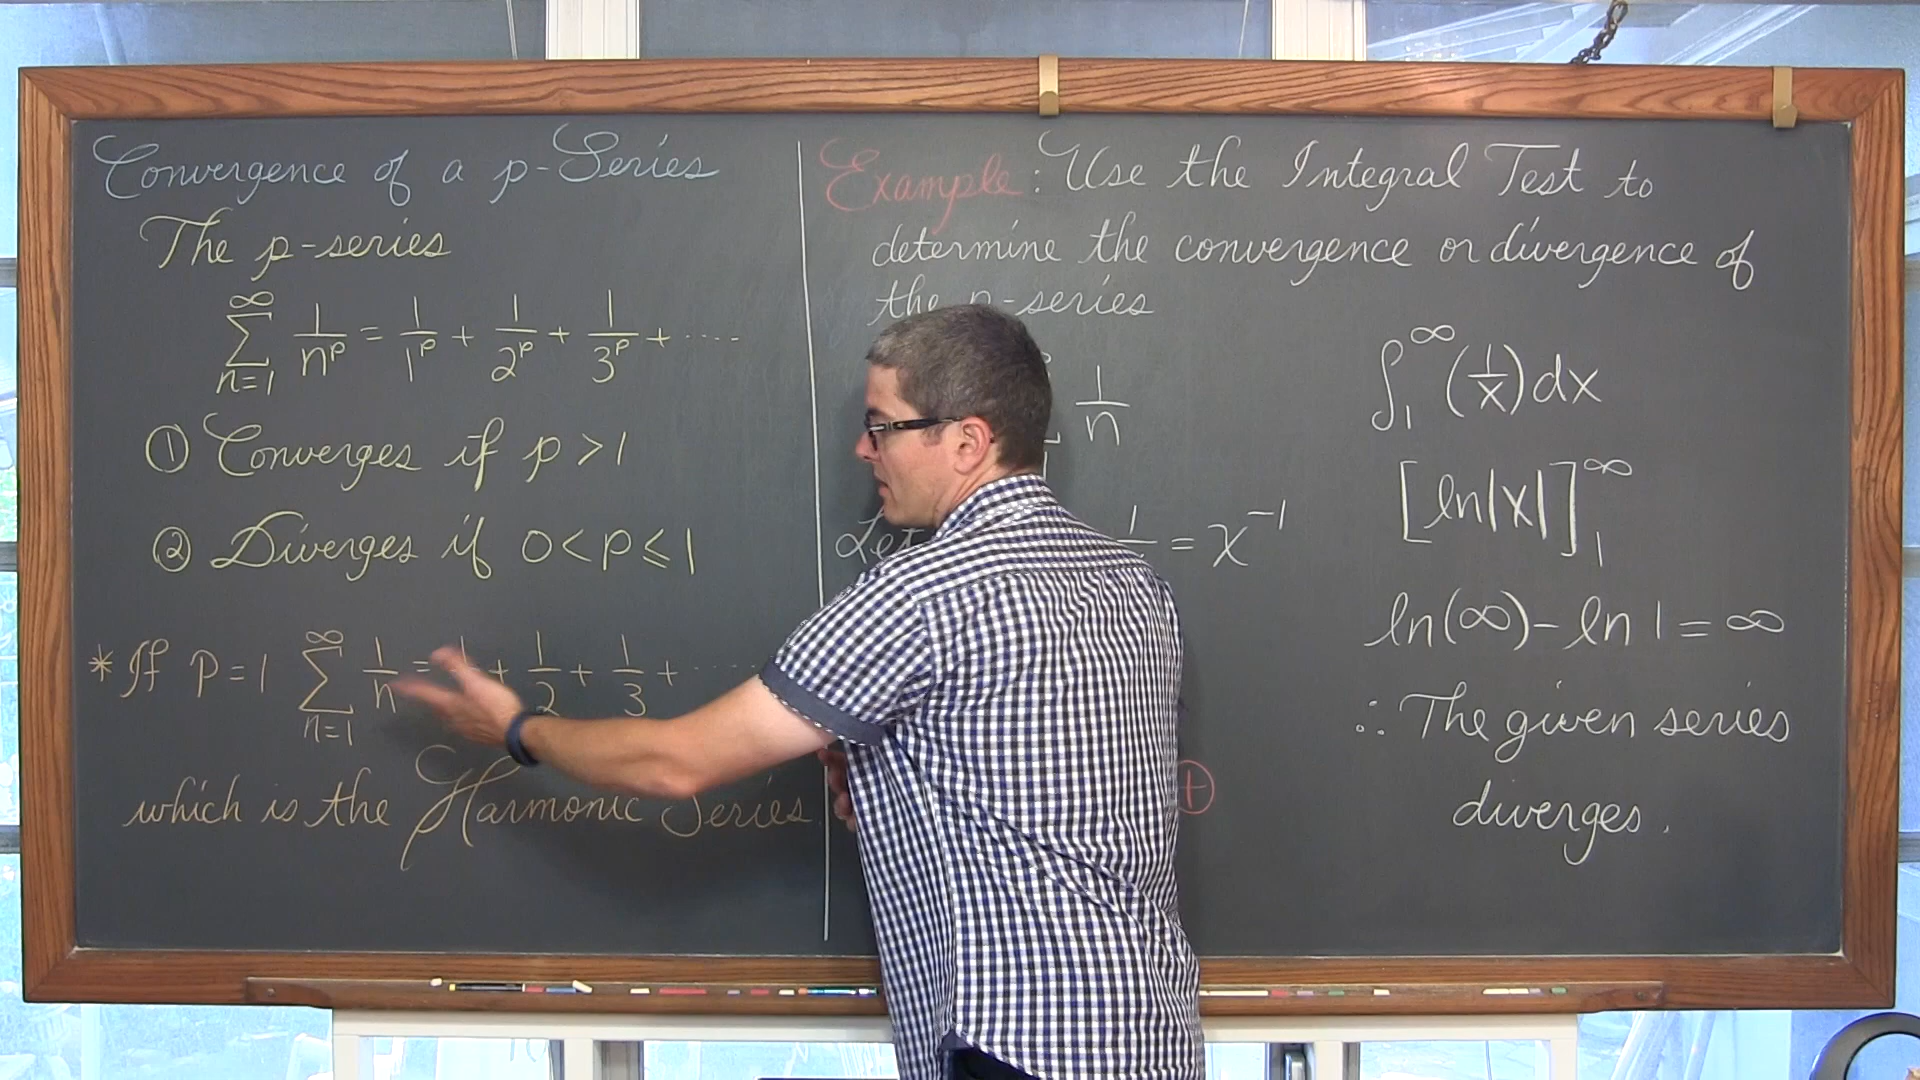 Convergence of a p-Series
The p-series
∞ ∑ n=1 1/n^p = 1/1^p + 1/2^p + 1/3^p + ....
① Converges if p > 1
② Diverges if 0 < p ≤ 1
* If P = 1 ∞ ∑ n=1 1/n = + 1/2 + 1/3 + .....
which is the Harmonic Series.
Example: Use the Integral Test to
determine the convergence or divergence of
the p-series
1/n
Let = x^-1
+
∫_1^∞ (1/x) dx
[ln|x|]_1^∞
ln(∞) - ln 1 = ∞
∴ The given series
diverges.